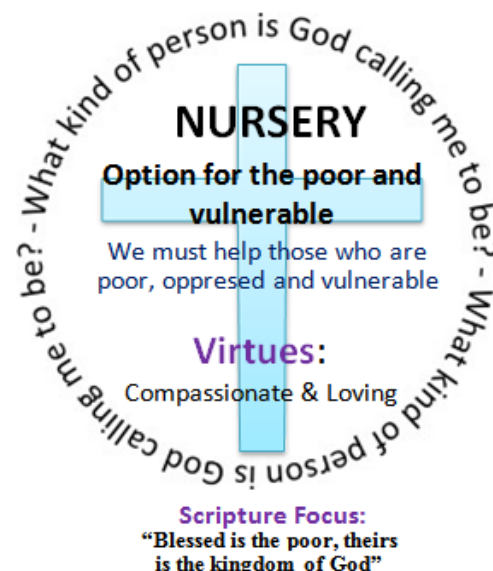 What kind of person is God calling me to be? - What kind of person is God calling me to be? -
NURSERY
Option for the poor and
vulnerable
We must help those who are
poor, oppresed and vulnerable
Virtues:
Compassionate & Loving
Scripture Focus:
“Blessed is the poor, theirs
is the kingdom of God”